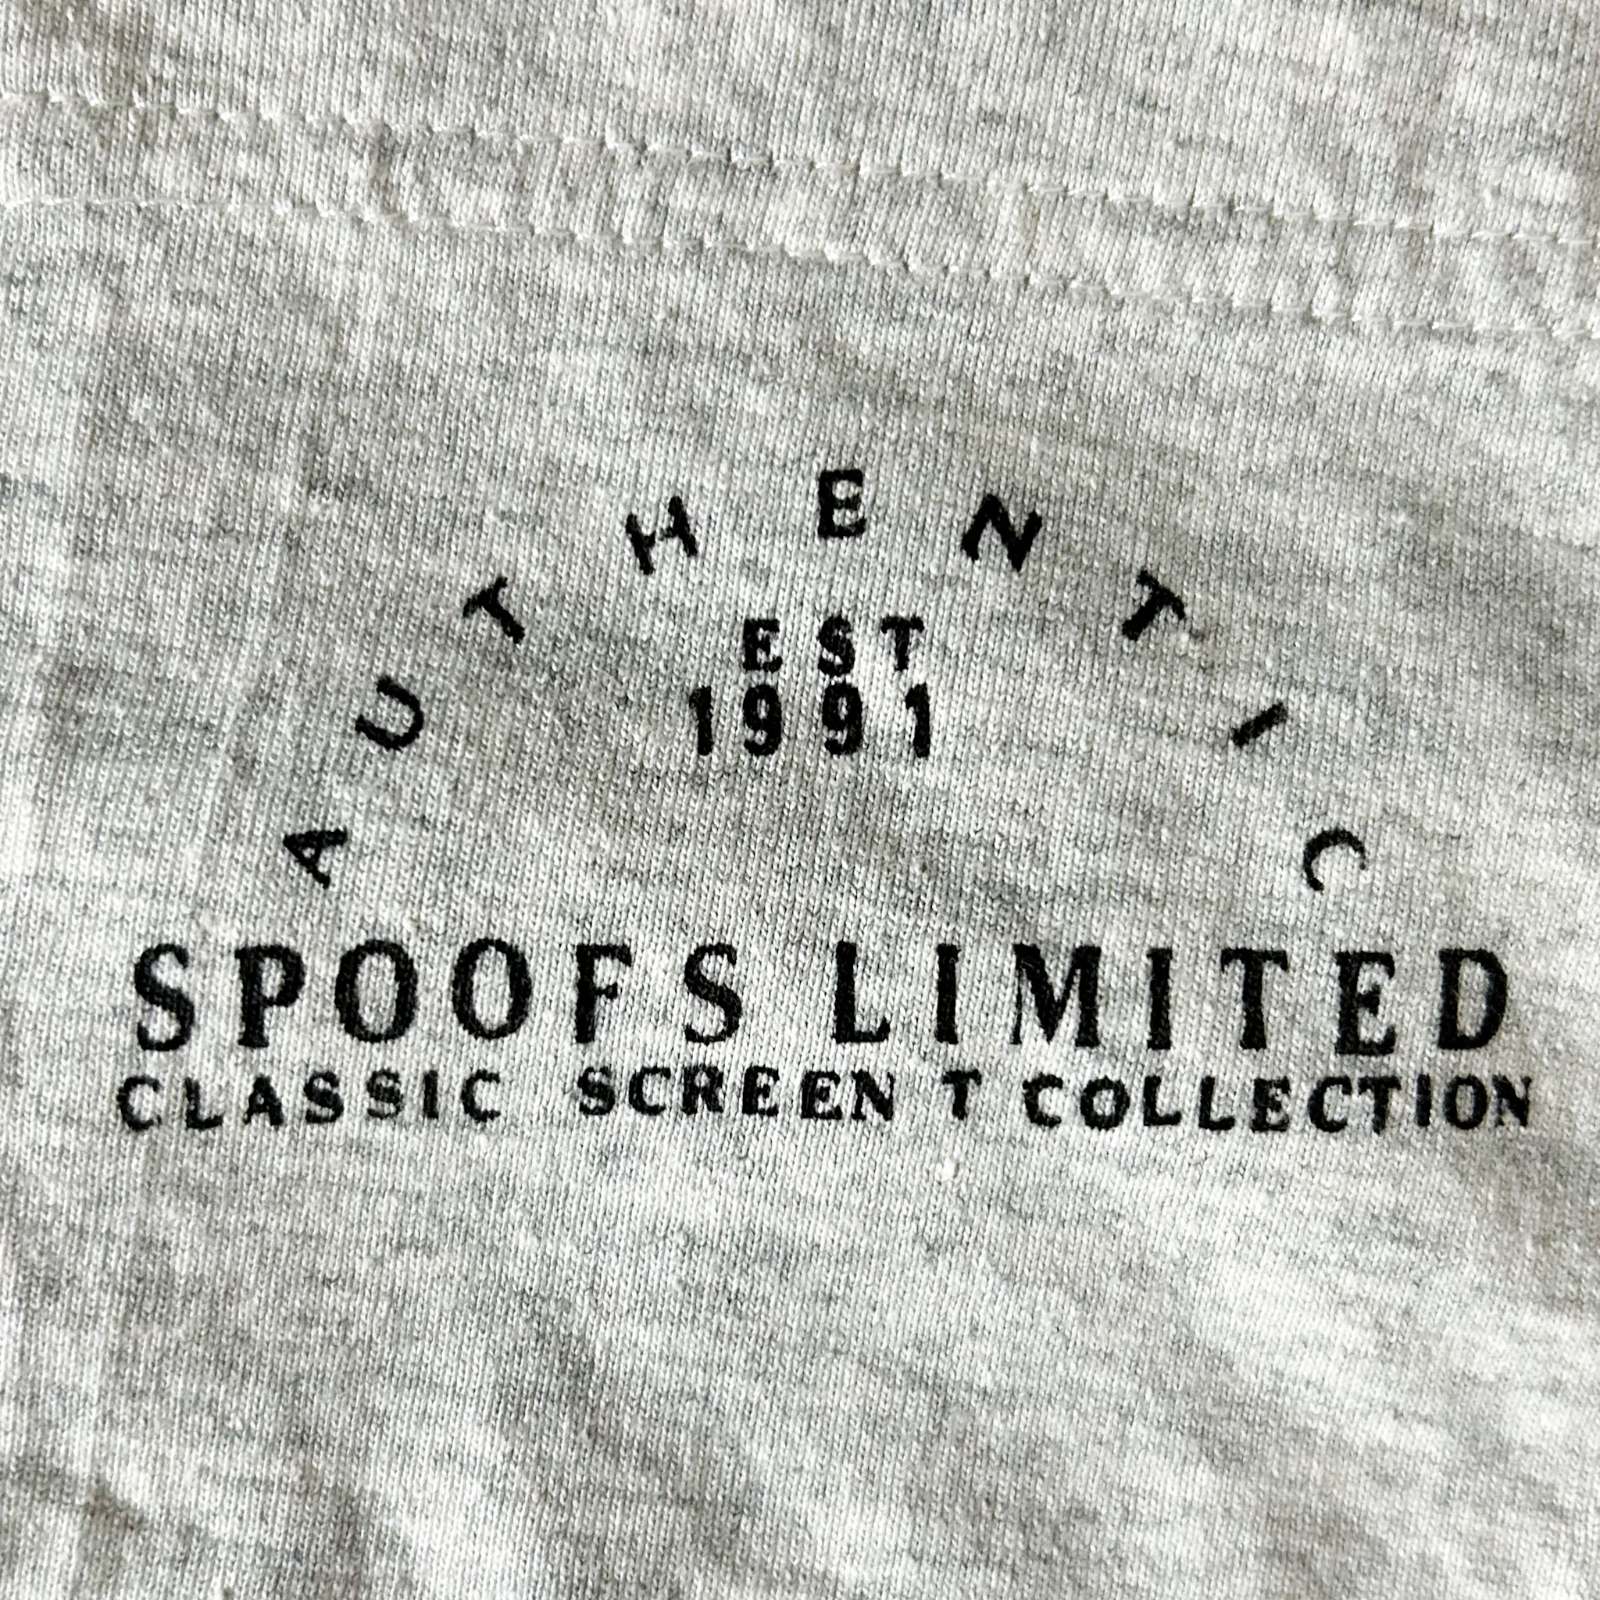 AUTHENTIC
EST
1991
SPOOFS LIMITED
CLASSIC SCREEN T COLLECTION